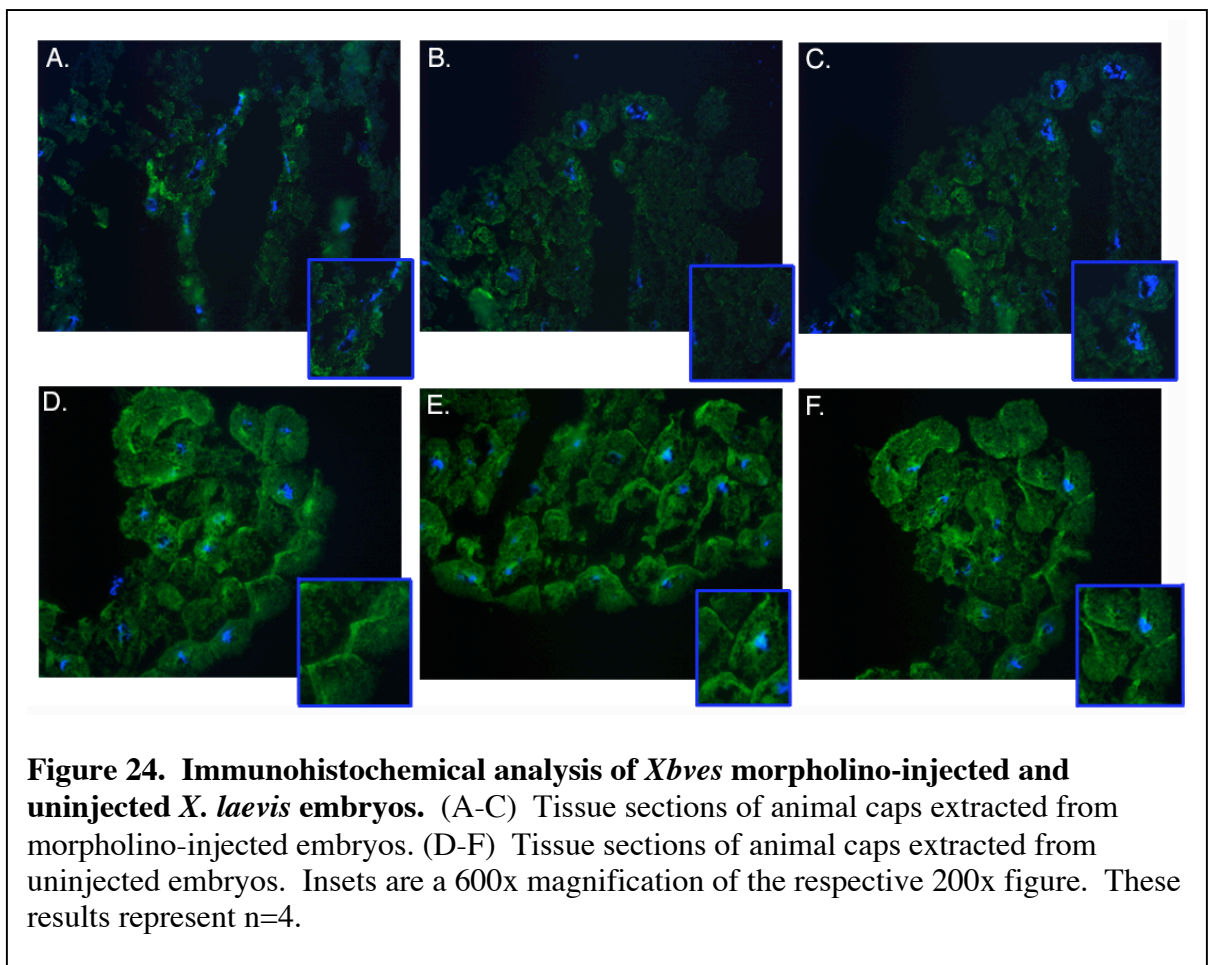 A.
B.
C.
D.
E.
F.
Figure 24. Immunohistochemical analysis of Xbves morpholino-injected and
uninjected X. laevis embryos. (A-C) Tissue sections of animal caps extracted from
morpholino-injected embryos. (D-F) Tissue sections of animal caps extracted from
uninjected embryos. Insets are a 600x magnification of the respective 200x figure. These
results represent n=4.